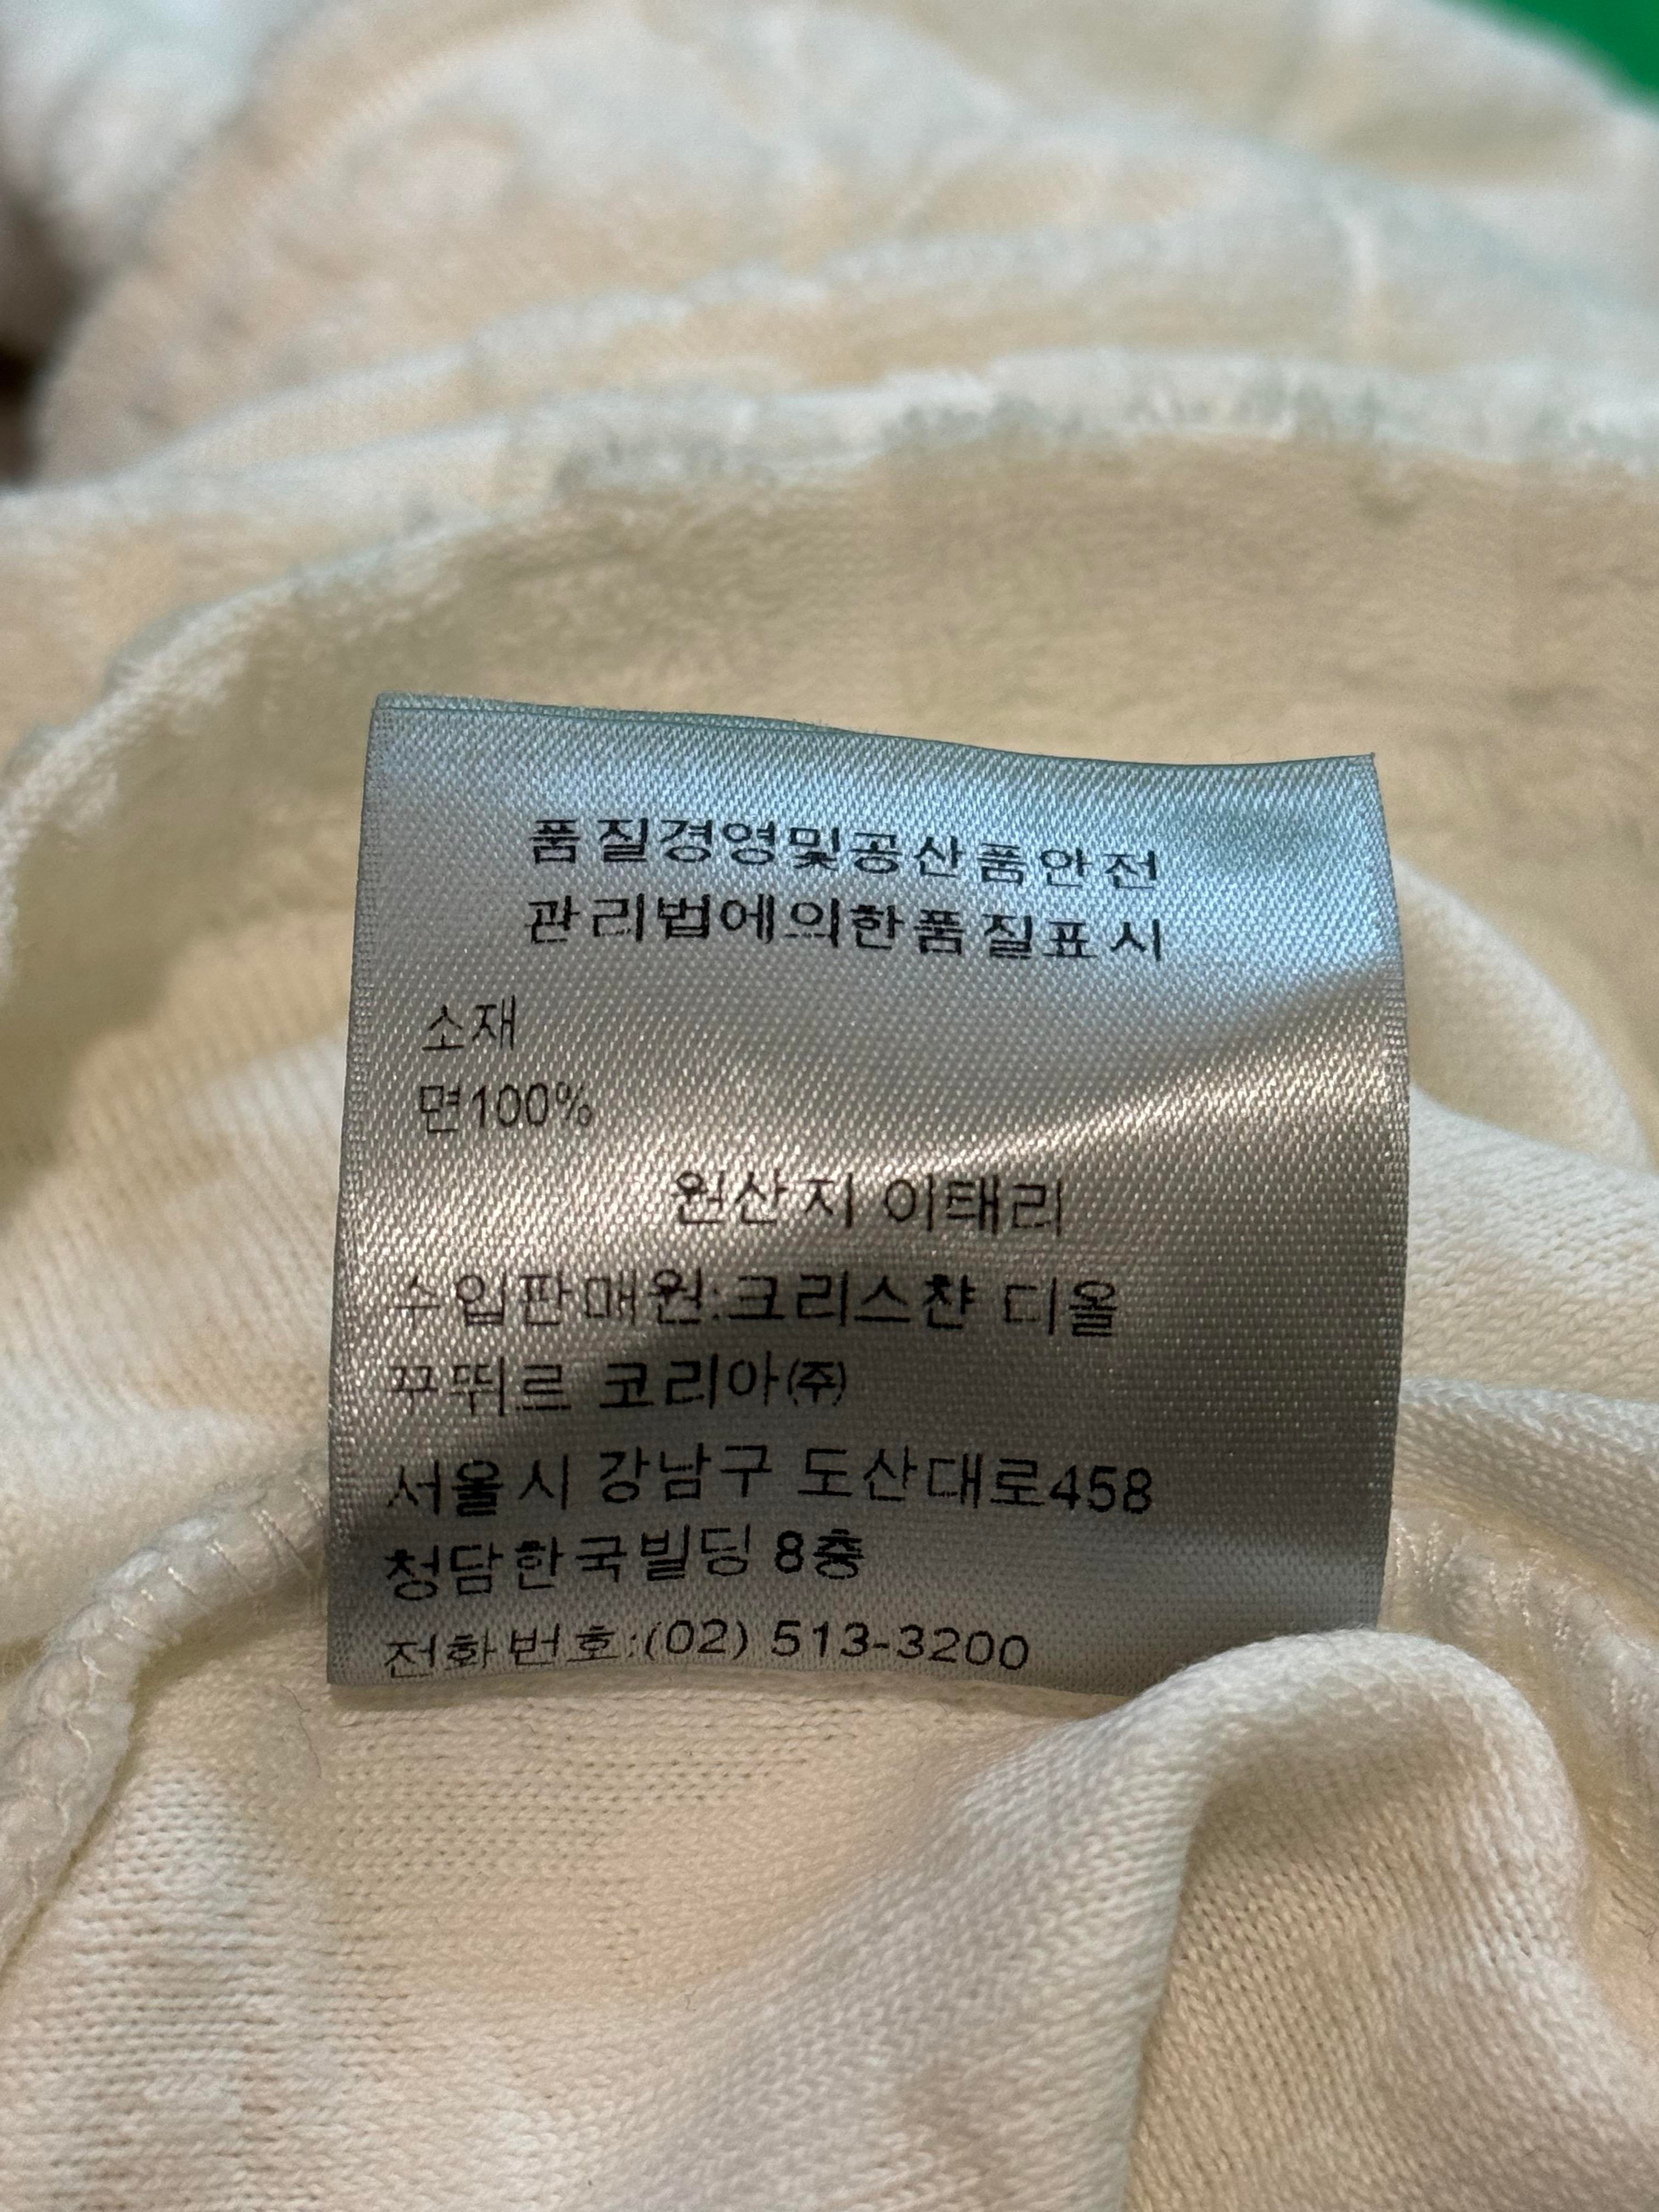 품질경영및공산품안전
관리법에의한품질표시
소재
면100%
원산지 이태리
수입판매원:크리스챤 디올
꾸뛰르 코리아㈜
서울시 강남구 도산대로458
청담한국빌딩 8층
전화번호:(02) 513-3200